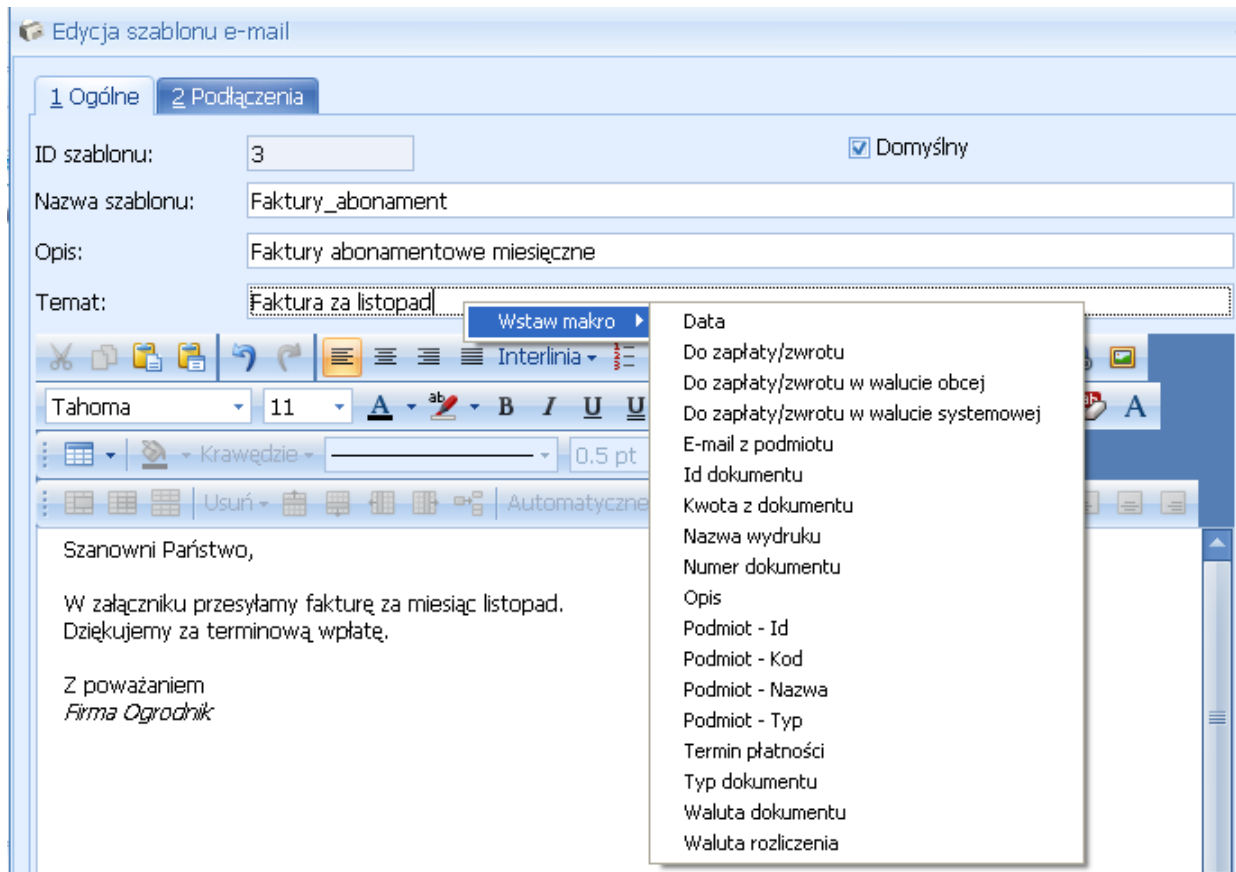 Edycja szablonu e-mail
1 Ogólne 2 Podłączenia
ID szablonu: 3 Domyślny
Nazwa szablonu: Faktury_abonament
Opis: Faktury abonamentowe miesięczne
Temat: Faktura za listopad
Wstaw makro
Data
Do zapłaty/zwrotu
Do zapłaty/zwrotu w walucie obcej
Do zapłaty/zwrotu w walucie systemowej
E-mail z podmiotu
Id dokumentu
Kwota z dokumentu
Nazwa wydruku
Numer dokumentu
Opis
Podmiot - Id
Podmiot - Kod
Podmiot - Nazwa
Podmiot - Typ
Termin płatności
Typ dokumentu
Waluta dokumentu
Waluta rozliczenia
Interlinia
Tahoma 11 A ab B I U U A
Krawędzie 0.5 pt
Usuń Automatyczne
Szanowni Państwo,
W załączniku przesyłamy fakturę za miesiąc listopad.
Dziękujemy za terminową wpłatę.
Z poważaniem
Firma Ogrodnik